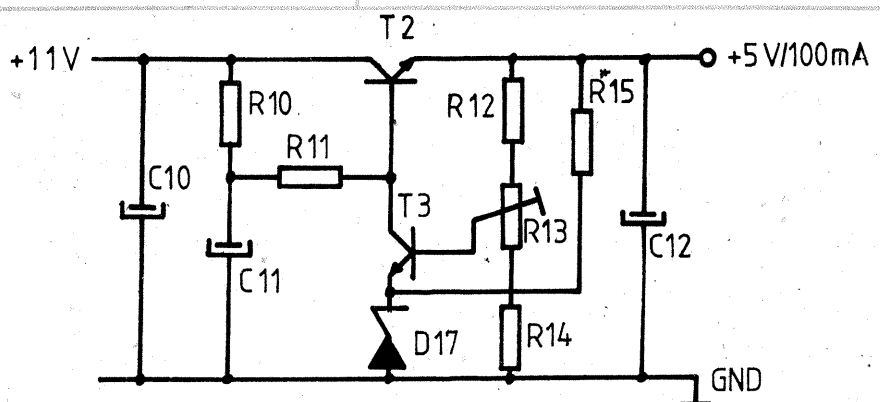 T2
+11V
+5V/100mA
R10
R12
R15*
R11
C10
T3
R13
C12
C11
D17
R14
GND